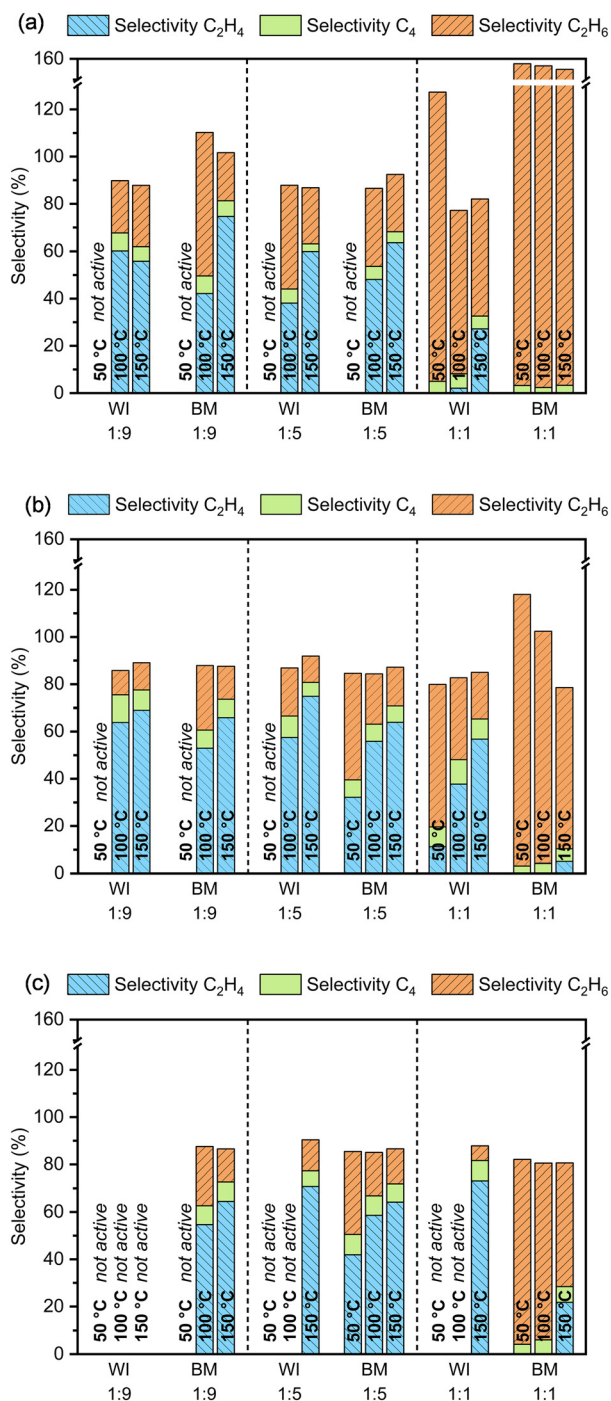 (a) Selectivity C₂H₄ Selectivity C₄ Selectivity C₂H₆
160
120
100
80
60
40
20
0
Selectivity (%)
50 °C not active
100 °C
150 °C
50 °C not active
100 °C
150 °C
50 °C not active
100 °C
150 °C
50 °C not active
100 °C
150 °C
50 °C
100 °C
150 °C
50 °C
100 °C
150 °C
WI BM WI BM WI BM
1:9 1:9 1:5 1:5 1:1 1:1
(b) Selectivity C₂H₄ Selectivity C₄ Selectivity C₂H₆
160
120
100
80
60
40
20
0
Selectivity (%)
50 °C not active
100 °C
150 °C
50 °C not active
100 °C
150 °C
50 °C not active
100 °C
150 °C
50 °C
100 °C
150 °C
50 °C
100 °C
150 °C
50 °C
100 °C
150 °C
WI BM WI BM WI BM
1:9 1:9 1:5 1:5 1:1 1:1
(c) Selectivity C₂H₄ Selectivity C₄ Selectivity C₂H₆
160
120
100
80
60
40
20
0
Selectivity (%)
50 °C not active
100 °C not active
150 °C not active
50 °C not active
100 °C
150 °C
50 °C not active
100 °C not active
150 °C
50 °C
100 °C
150 °C
50 °C not active
100 °C not active
150 °C
50 °C
100 °C
150 °C
WI BM WI BM WI BM
1:9 1:9 1:5 1:5 1:1 1:1